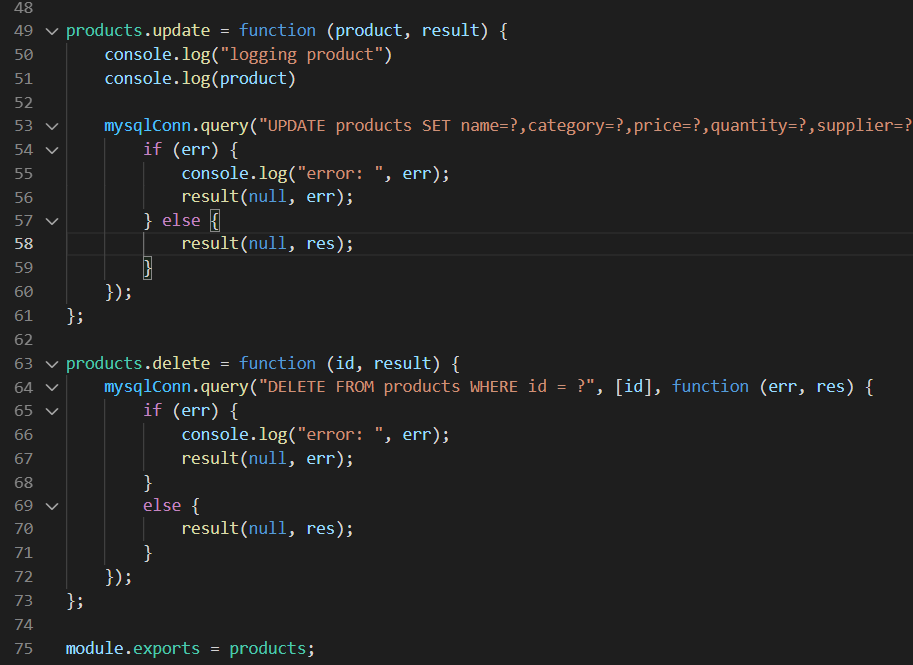 48
49 products.update = function (product, result) {
50 console.log("logging product")
51 console.log(product)
52
53 mysqlConn.query("UPDATE products SET name=?,category=?,price=?,quantity=?,supplier=?
54 if (err) {
55 console.log("error: ", err);
56 result(null, err);
57 } else {
58 result(null, res);
59 }
60 });
61 };
62
63 products.delete = function (id, result) {
64 mysqlConn.query("DELETE FROM products WHERE id = ?", [id], function (err, res) {
65 if (err) {
66 console.log("error: ", err);
67 result(null, err);
68 }
69 else {
70 result(null, res);
71 }
72 });
73 };
74
75 module.exports = products;